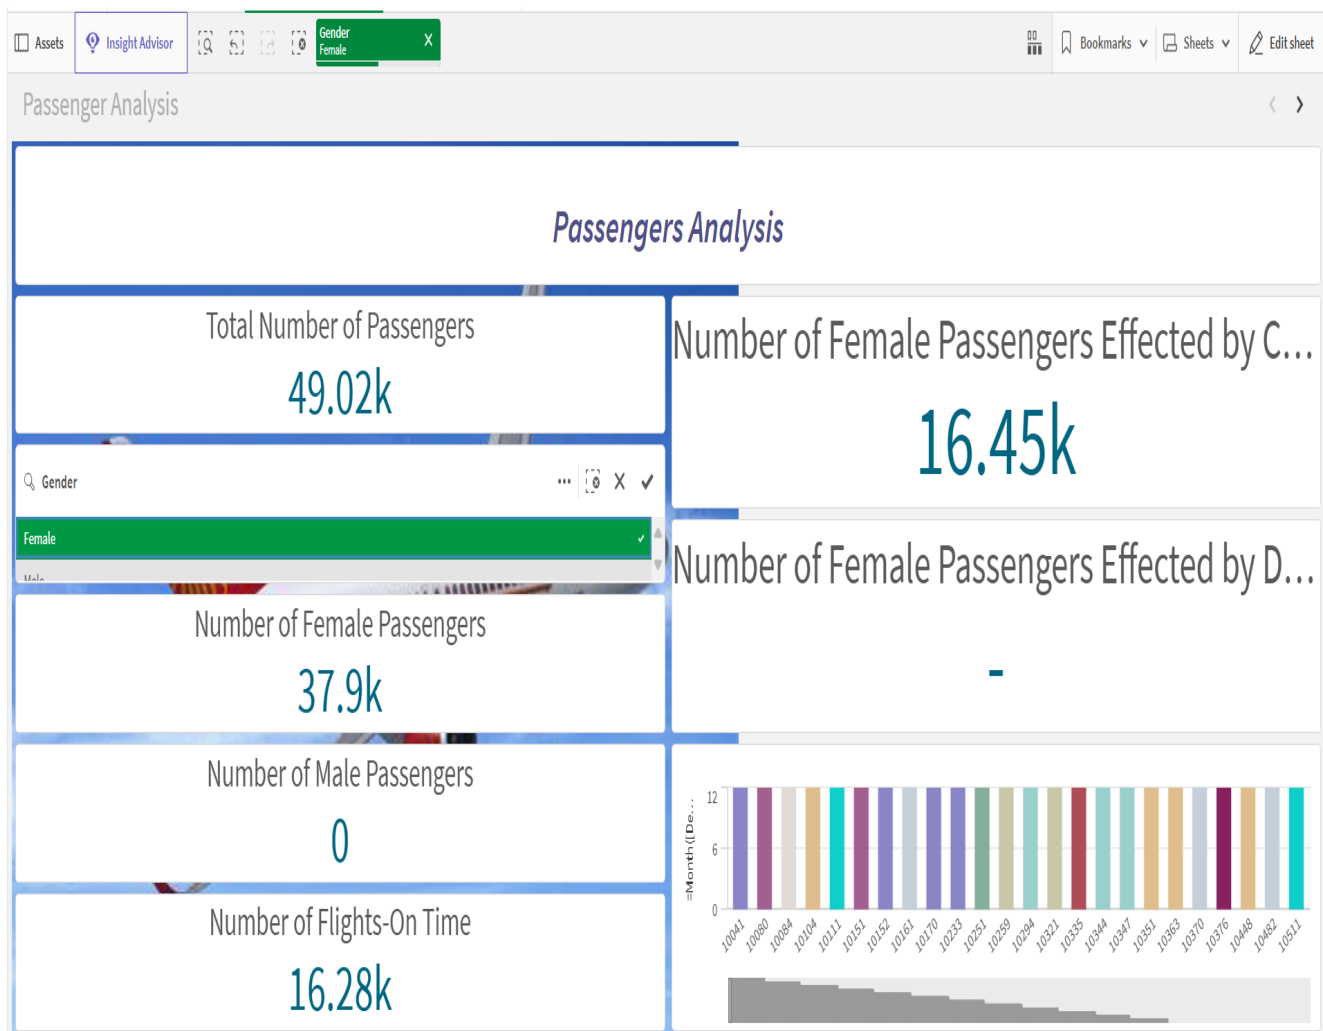 Assets
Insight Advisor
Gender
Female
Bookmarks
Sheets
Edit sheet
Passenger Analysis
Passengers Analysis
Total Number of Passengers
49.02k
Number of Female Passengers Effected by C...
16.45k
Gender
Female
Male
Number of Female Passengers Effected by D...
-
Number of Female Passengers
37.9k
Number of Male Passengers
0
Number of Flights-On Time
16.28k
=Month([De...
12
6
0
10041
10080
10084
10104
10111
10151
10152
10161
10170
10233
10251
10259
10294
10321
10335
10344
10347
10351
10363
10370
10376
10448
10482
10511